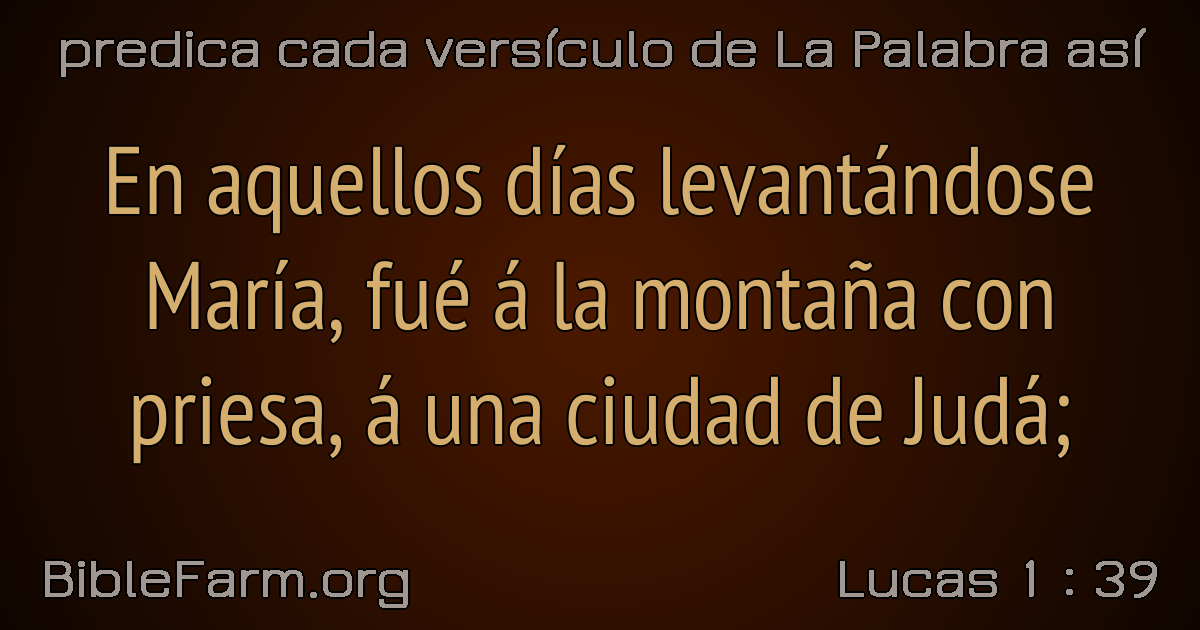 predica cada versículo de La Palabra así
En aquellos días levantándose
María, fué á la montaña con
priesa, á una ciudad de Judá;
BibleFarm.org
Lucas 1 : 39